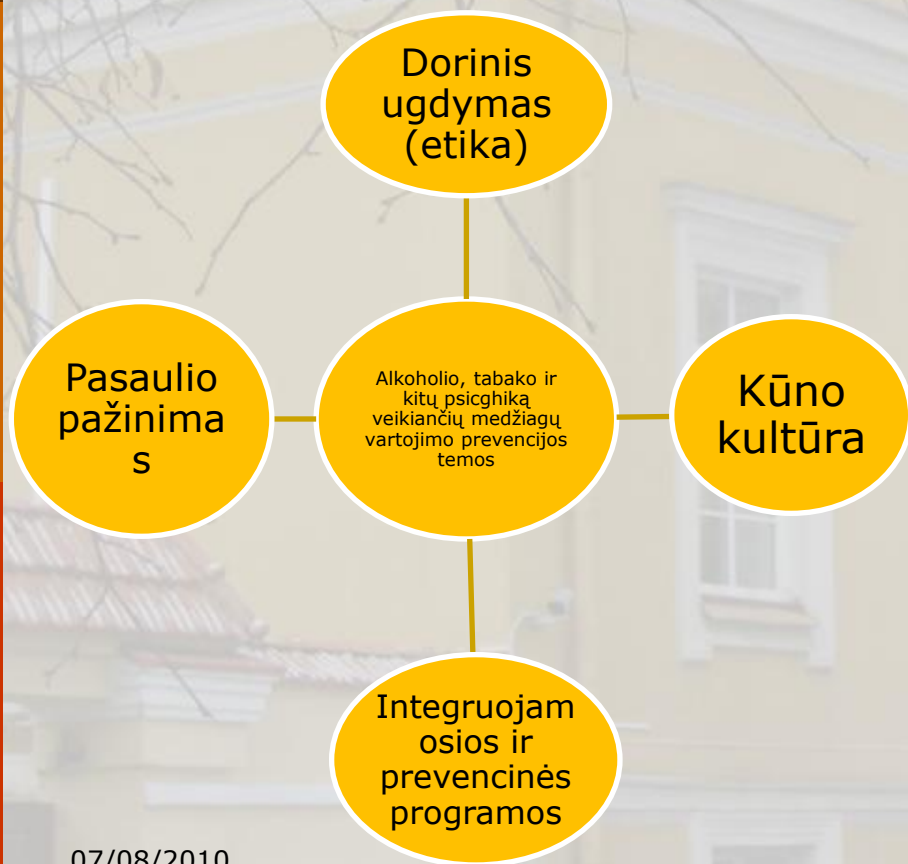 Dorinis
ugdymas
(etika)
Pasaulio
pažinima
s
Alkoholio, tabako ir
kitų psicghiką
veikiančių medžiagų
vartojimo prevencijos
temos
Kūno
kultūra
Integruojam
osios ir
prevencinės
programos
07/08/2010